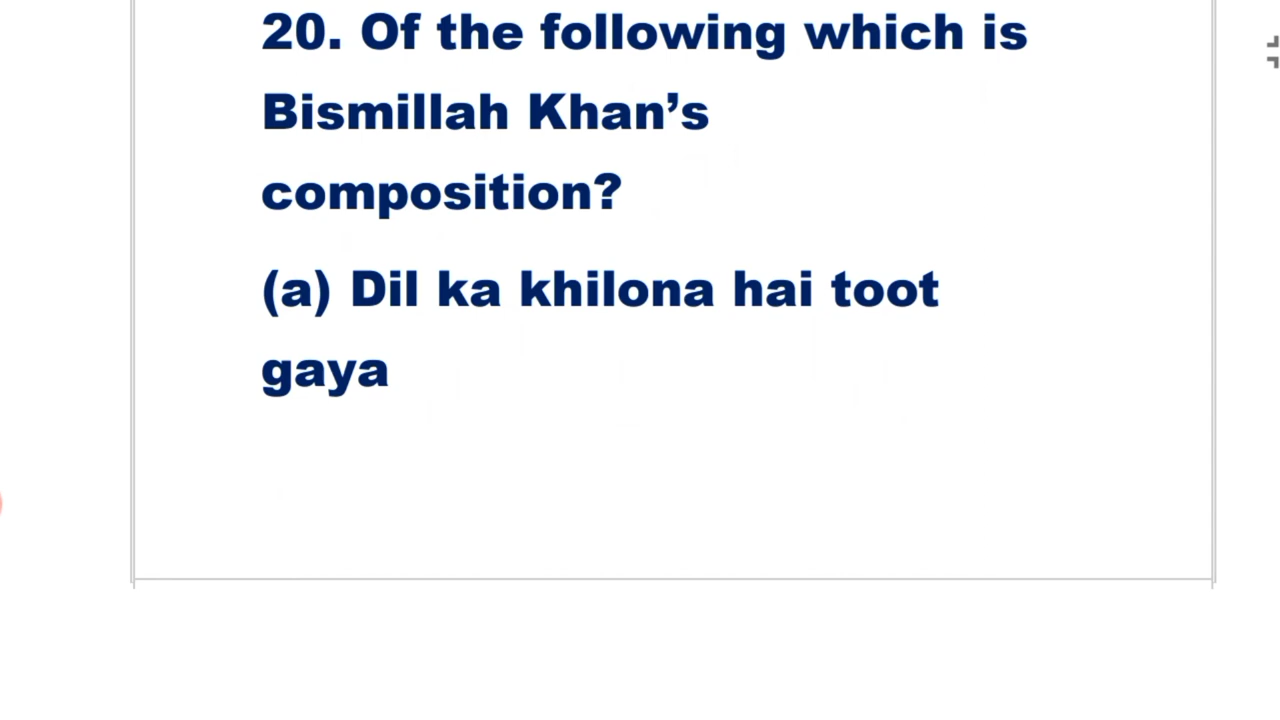 20. Of the following which is
Bismillah Khan’s
composition?
(a) Dil ka khilona hai toot
gaya